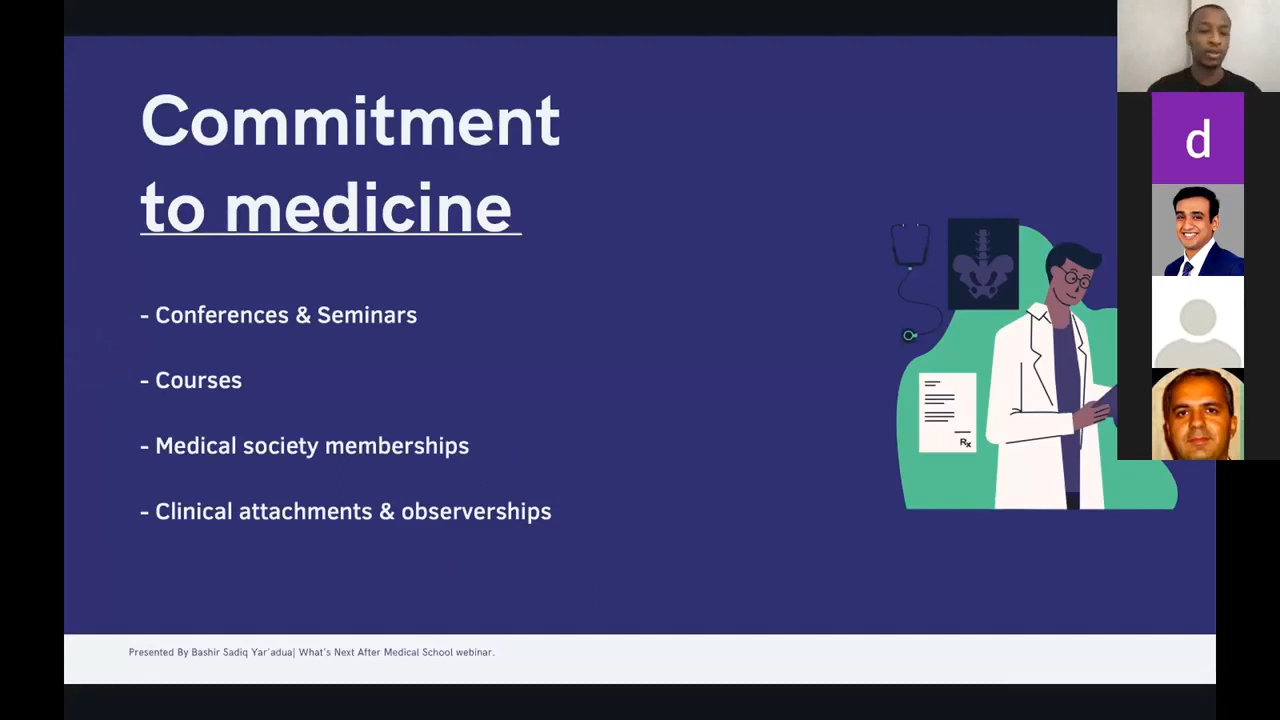 Commitment
to medicine
- Conferences & Seminars
- Courses
- Medical society memberships
- Clinical attachments & observerships
Rx
Presented By Bashir Sadiq Yar'adua| What's Next After Medical School webinar.
d